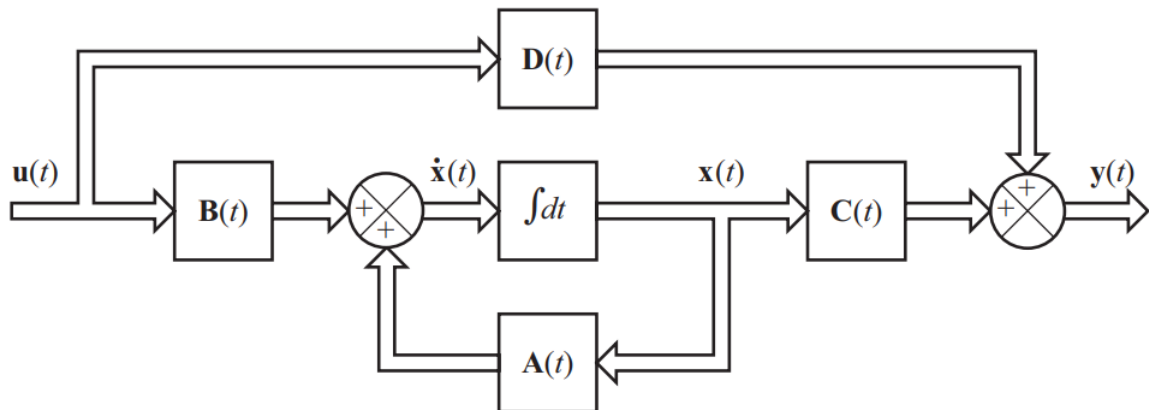 D(t)
u(t)
B(t)
+
+
ẋ(t)
∫dt
x(t)
C(t)
+
+
y(t)
A(t)